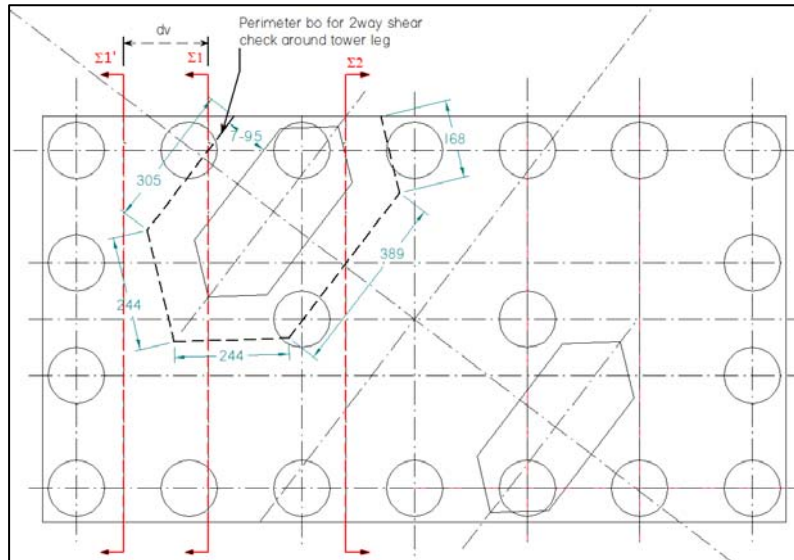 Perimeter bo for 2way shear
check around tower leg
dv
Σ1'
Σ1
Σ2
7-95
168
305
389
244
244